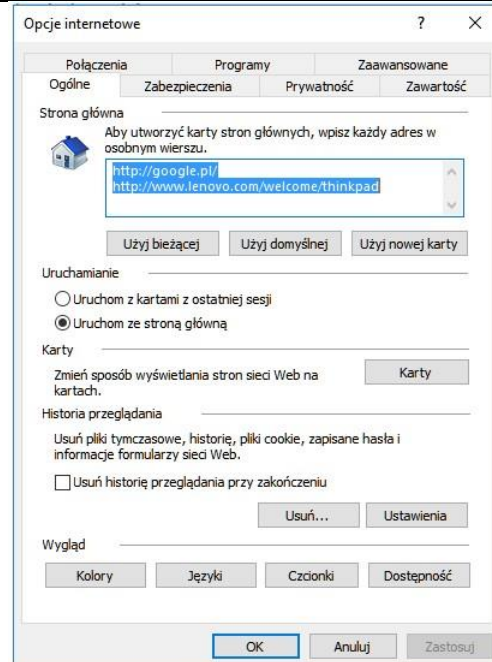 Opcje internetowe ? ×
Połączenia Programy Zaawansowane
Ogólne Zabezpieczenia Prywatność Zawartość
Strona główna
Aby utworzyć karty stron głównych, wpisz każdy adres w
osobnym wierszu.
http://google.pl/
http://www.lenovo.com/welcome/thinkpad
Użyj bieżącej Użyj domyślnej Użyj nowej karty
Uruchamianie
Uruchom z kartami z ostatniej sesji
Uruchom ze stroną główną
Karty
Zmień sposób wyświetlania stron sieci Web na
kartach.
Karty
Historia przeglądania
Usuń pliki tymczasowe, historię, pliki cookie, zapisane hasła i
informacje formularzy sieci Web.
Usuń historię przeglądania przy zakończeniu
Usuń... Ustawienia
Wygląd
Kolory Języki Czcionki Dostępność
OK Anuluj Zastosuj